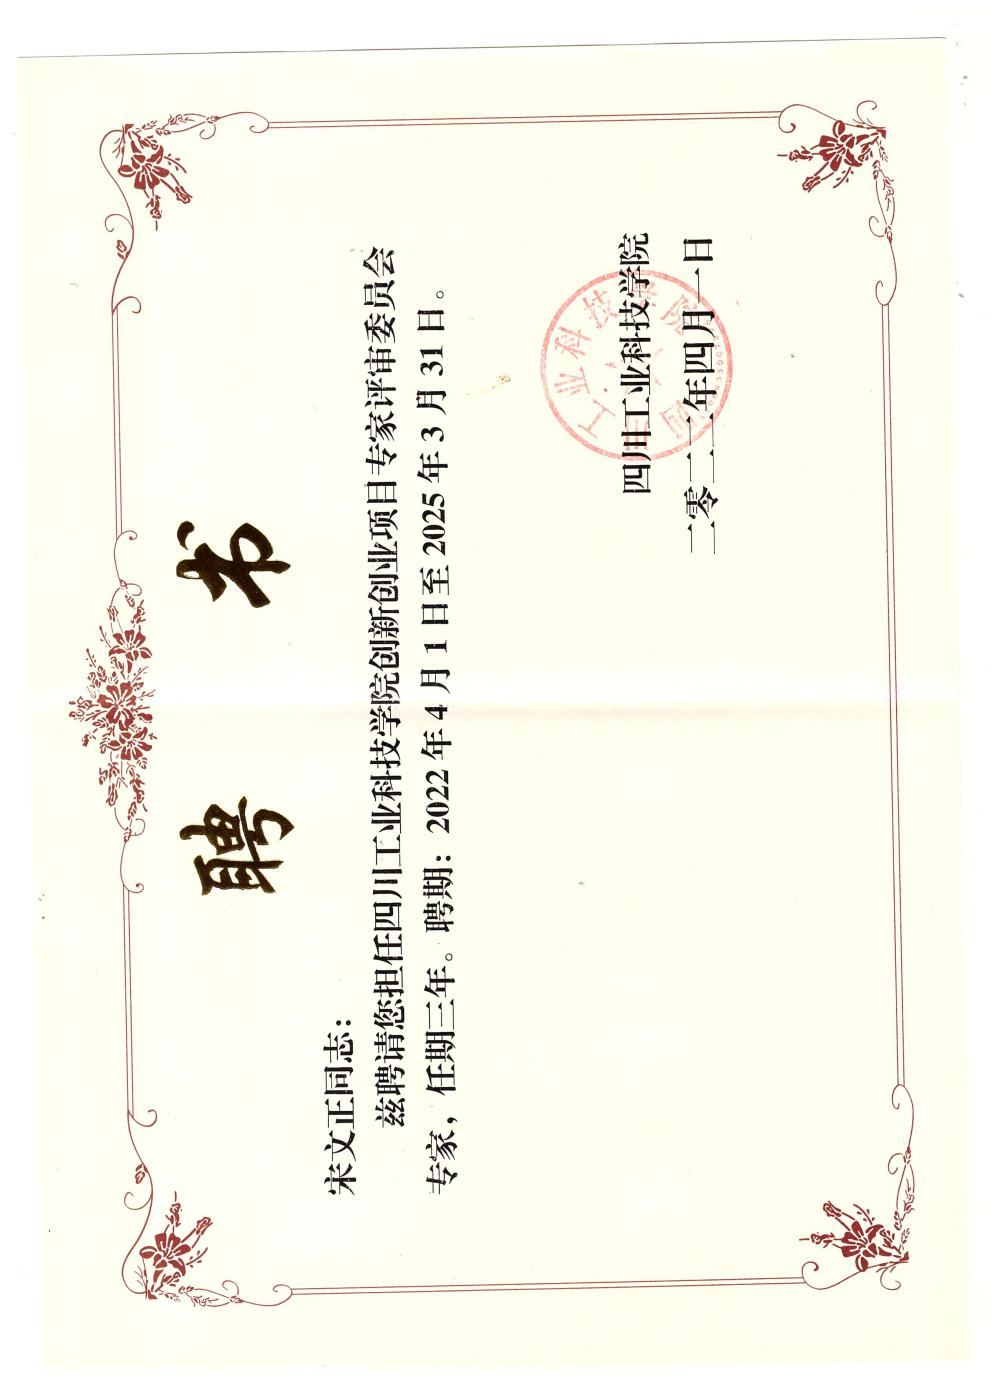 聘书
宋文正同志：
兹聘请您担任四川工业科技学院创新创业项目专家评审委员会
专家，任期三年。聘期：2022年4月1日至2025年3月31日。
四川工业科技学院
二零二二年四月一日